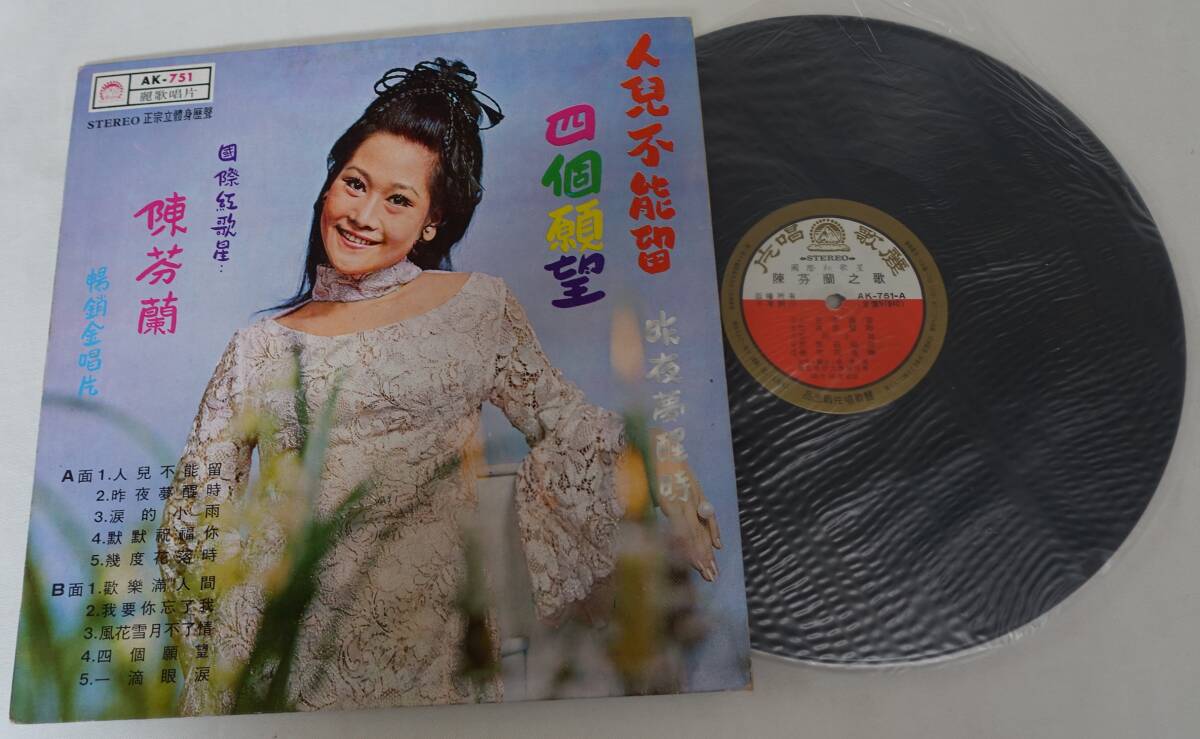 AK-751
麗歌唱片
STEREO 正宗立體身歷聲
人兒不能留
四個願望
昨夜夢醒時
國際紅歌星：
陳芬蘭
暢銷金唱片
A面 1.人兒不能留
2.昨夜夢醒時
3.淚的小雨
4.默默祝福你
5.幾度花落時
B面 1.歡樂滿人間
2.我要你忘了我
3.風花雪月不了情
4.四個願望
5.一滴眼淚
片唱歌麗
STEREO
國際紅歌星
陳芬蘭之歌
AK-751-A